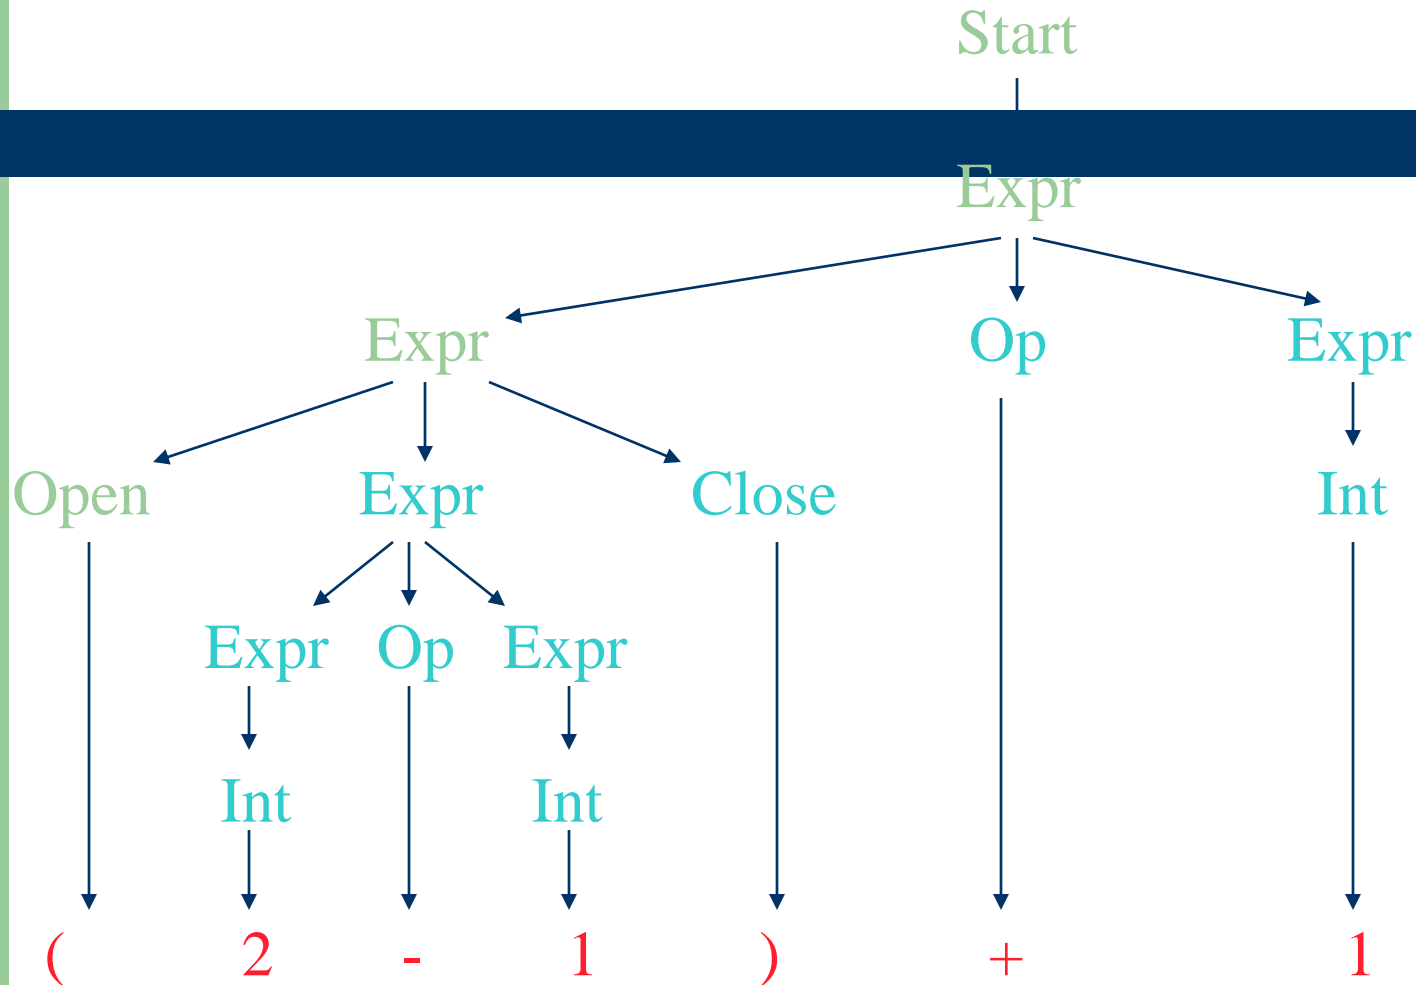 Start
Expr
Expr Op Expr
Open Expr Close Int
Expr Op Expr
Int Int
( 2 - 1 ) + 1